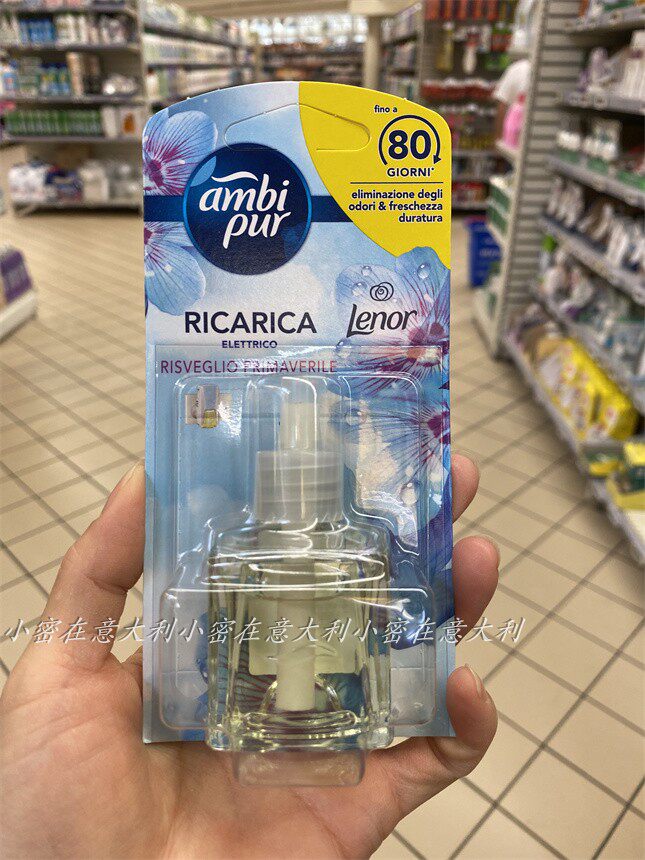 fino a
80
GIORNI*
eliminazione degli
odori & freschezza
duratura
ambi
pur
RICARICA
ELETTRICO
Lenor
RISVEGLIO PRIMAVERILE
小密在意大利小密在意大利小密在意大利